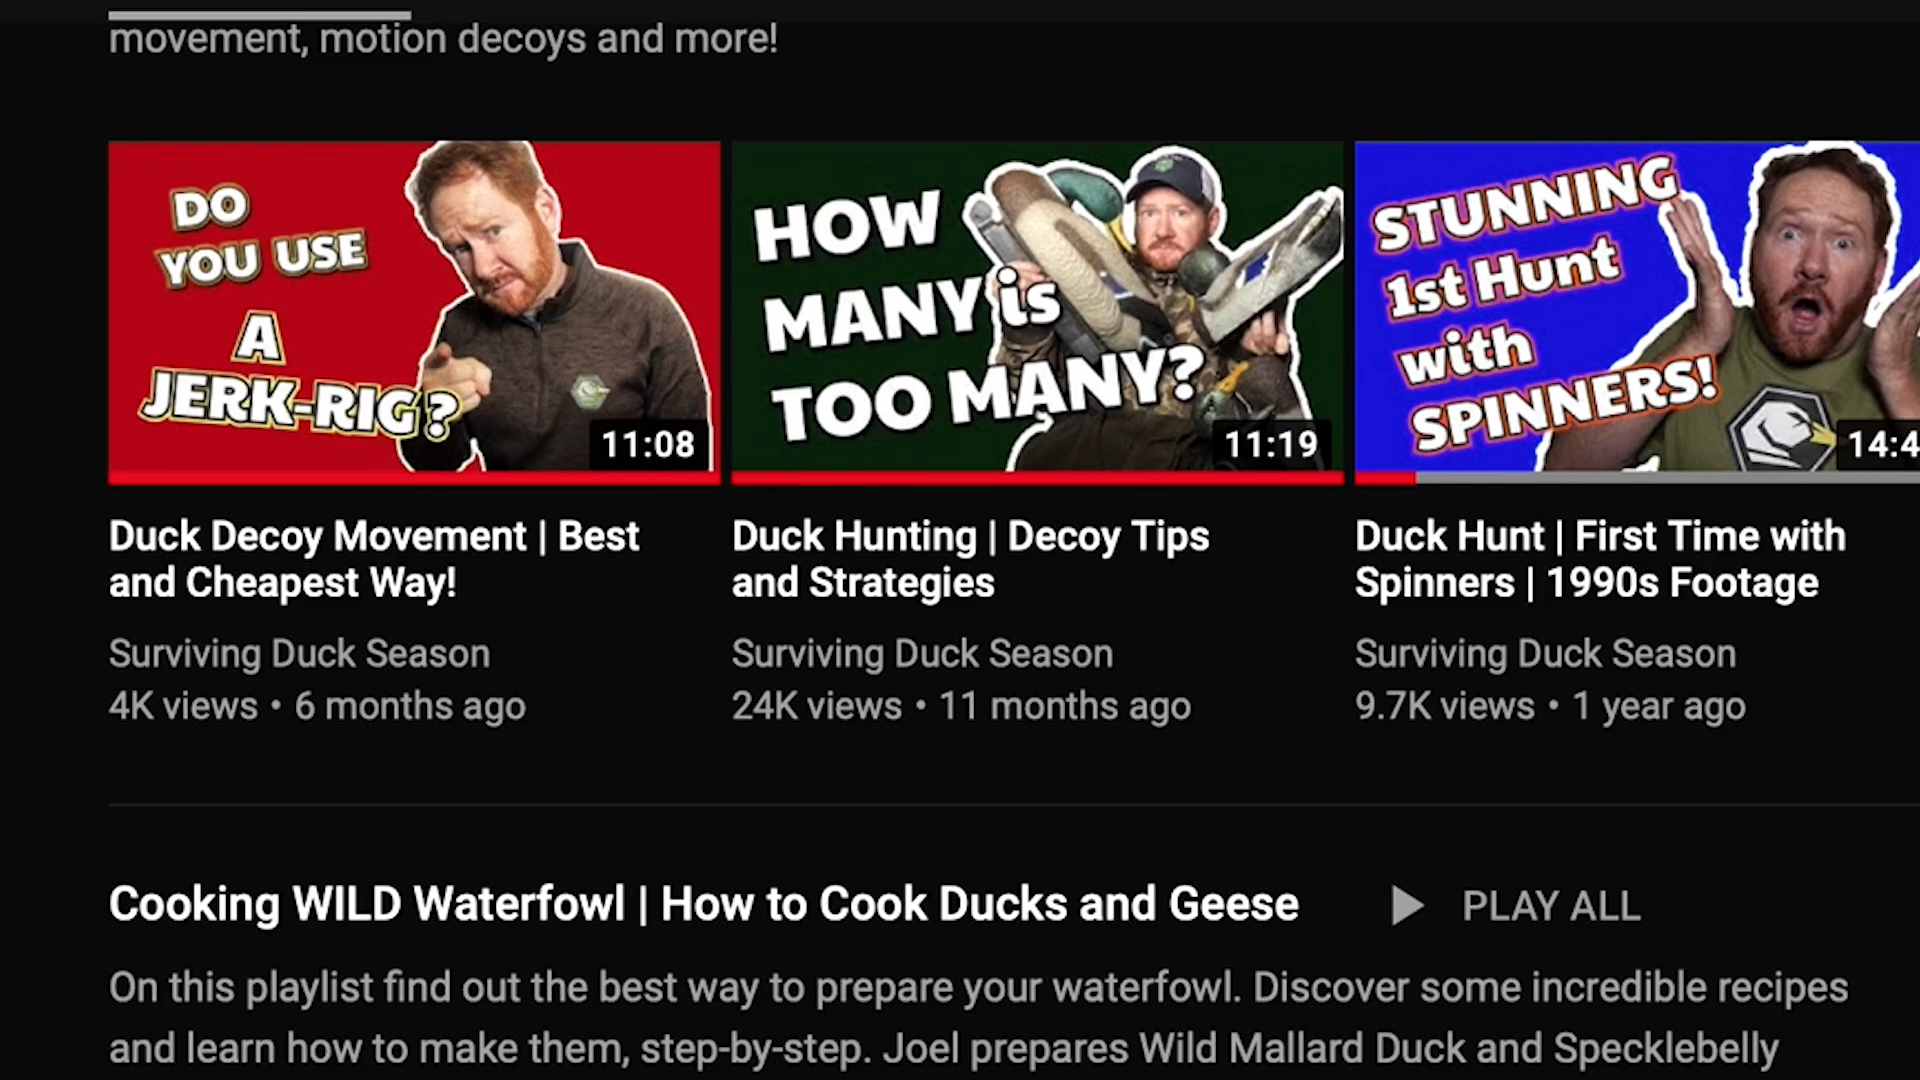 movement, motion decoys and more!
DO
YOU USE
A
JERK-RIG?
11:08
HOW
MANY is
TOO MANY?
11:19
STUNNING
1st Hunt
with
SPINNERS!
14:4
Duck Decoy Movement | Best
and Cheapest Way!
Surviving Duck Season
4K views • 6 months ago
Duck Hunting | Decoy Tips
and Strategies
Surviving Duck Season
24K views • 11 months ago
Duck Hunt | First Time with
Spinners | 1990s Footage
Surviving Duck Season
9.7K views • 1 year ago
Cooking WILD Waterfowl | How to Cook Ducks and Geese
PLAY ALL
On this playlist find out the best way to prepare your waterfowl. Discover some incredible recipes
and learn how to make them, step-by-step. Joel prepares Wild Mallard Duck and Specklebelly